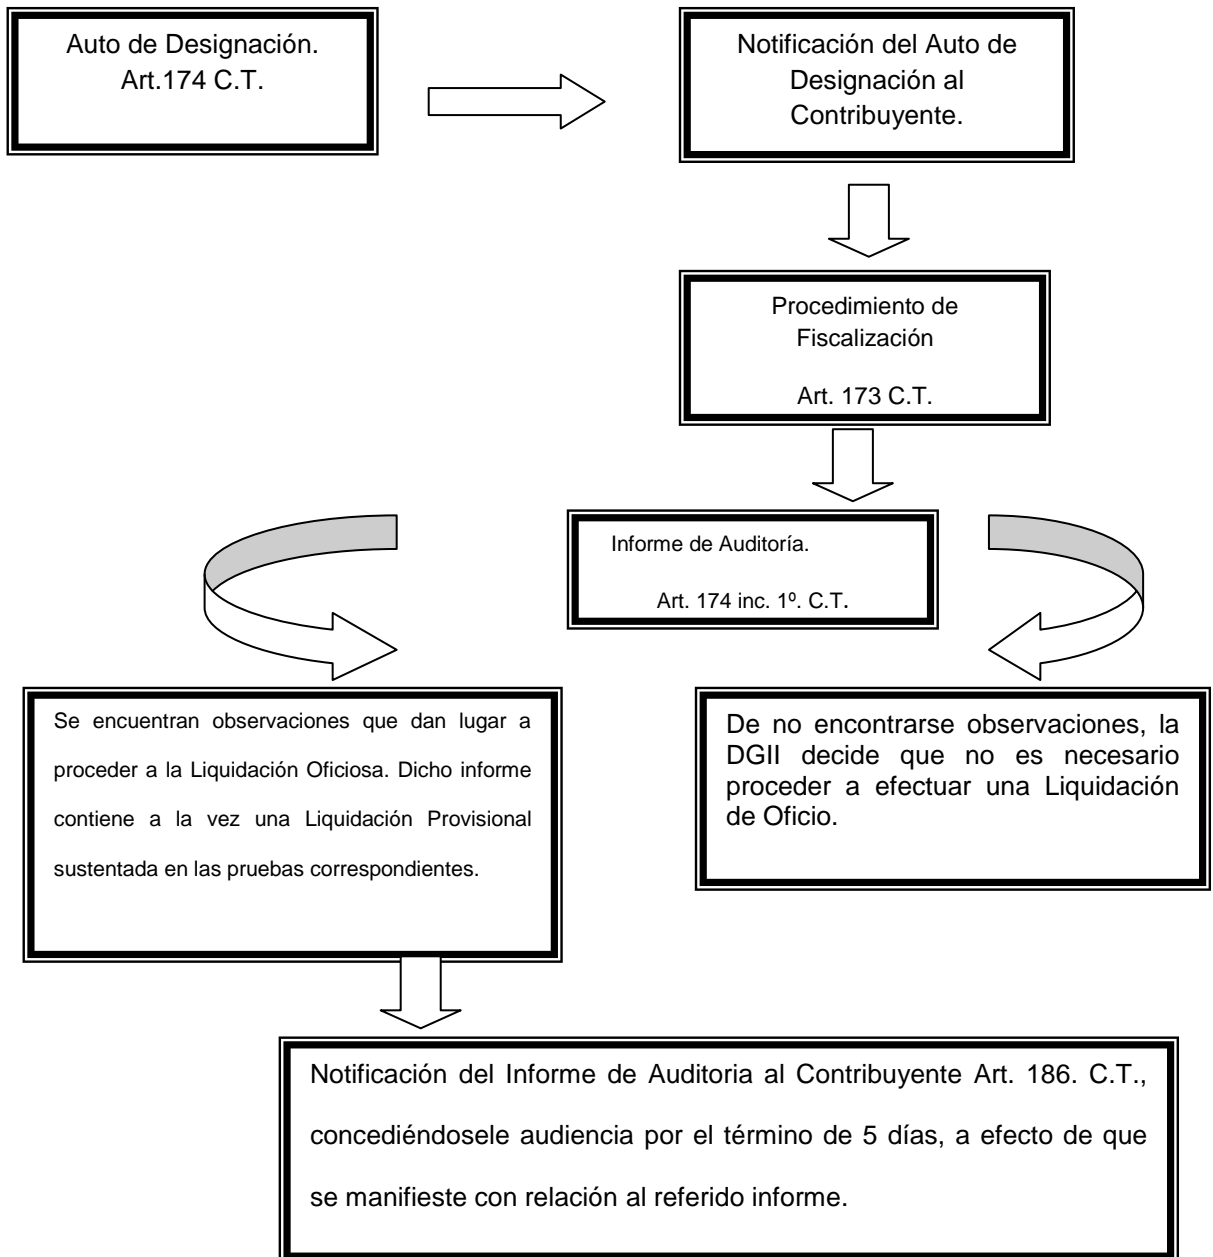 Auto de Designación.
Art.174 C.T.
Notificación del Auto de
Designación al
Contribuyente.
Procedimiento de
Fiscalización
Art. 173 C.T.
Informe de Auditoría.
Art. 174 inc. 1º. C.T.
Se encuentran observaciones que dan lugar a
proceder a la Liquidación Oficiosa. Dicho informe
contiene a la vez una Liquidación Provisional
sustentada en las pruebas correspondientes.
De no encontrarse observaciones, la
DGII decide que no es necesario
proceder a efectuar una Liquidación
de Oficio.
Notificación del Informe de Auditoria al Contribuyente Art. 186. C.T.,
concediéndosele audiencia por el término de 5 días, a efecto de que
se manifieste con relación al referido informe.